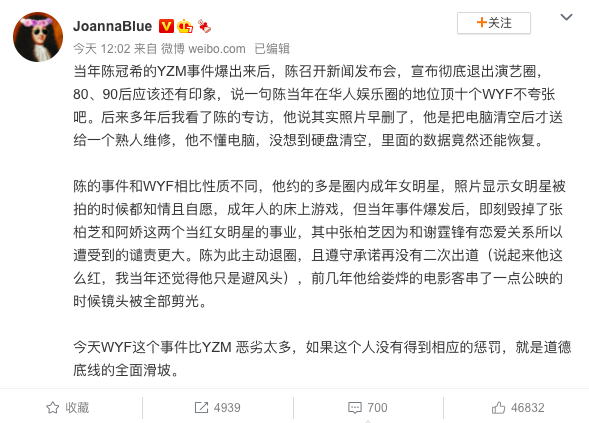 JoannaBlue
+关注
今天 12:02 来自 微博 weibo.com 已编辑
当年陈冠希的YZM事件爆出来后，陈召开新闻发布会，宣布彻底退出演艺圈，
80、90后应该还有印象，说一句陈当年在华人娱乐圈的地位顶十个WYF不夸张
吧。后来多年后我看了陈的专访，他说其实照片早删了，他是把电脑清空后才送
给一个熟人维修，他不懂电脑，没想到硬盘清空，里面的数据竟然还能恢复。
陈的事件和WYF相比性质不同，他约的多是圈内成年女明星，照片显示女明星被
拍的时候都知情且自愿，成年人的床上游戏，但当年事件爆发后，即刻毁掉了张
柏芝和阿娇这两个当红女明星的事业，其中张柏芝因为和谢霆锋有恋爱关系所以
遭受到的谴责更大。陈为此主动退圈，且遵守承诺再没有二次出道（说起来他这
么红，我当年还觉得他只是避风头），前几年他给娄烨的电影客串了一点公映的
时候镜头被全部剪光。
今天WYF这个事件比YZM 恶劣太多，如果这个人没有得到相应的惩罚，就是道德
底线的全面滑坡。
收藏 4939 700 46832